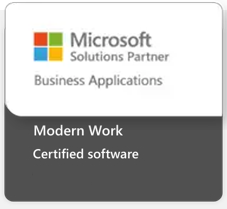 Microsoft
Solutions Partner
Business Applications
Modern Work
Certified software